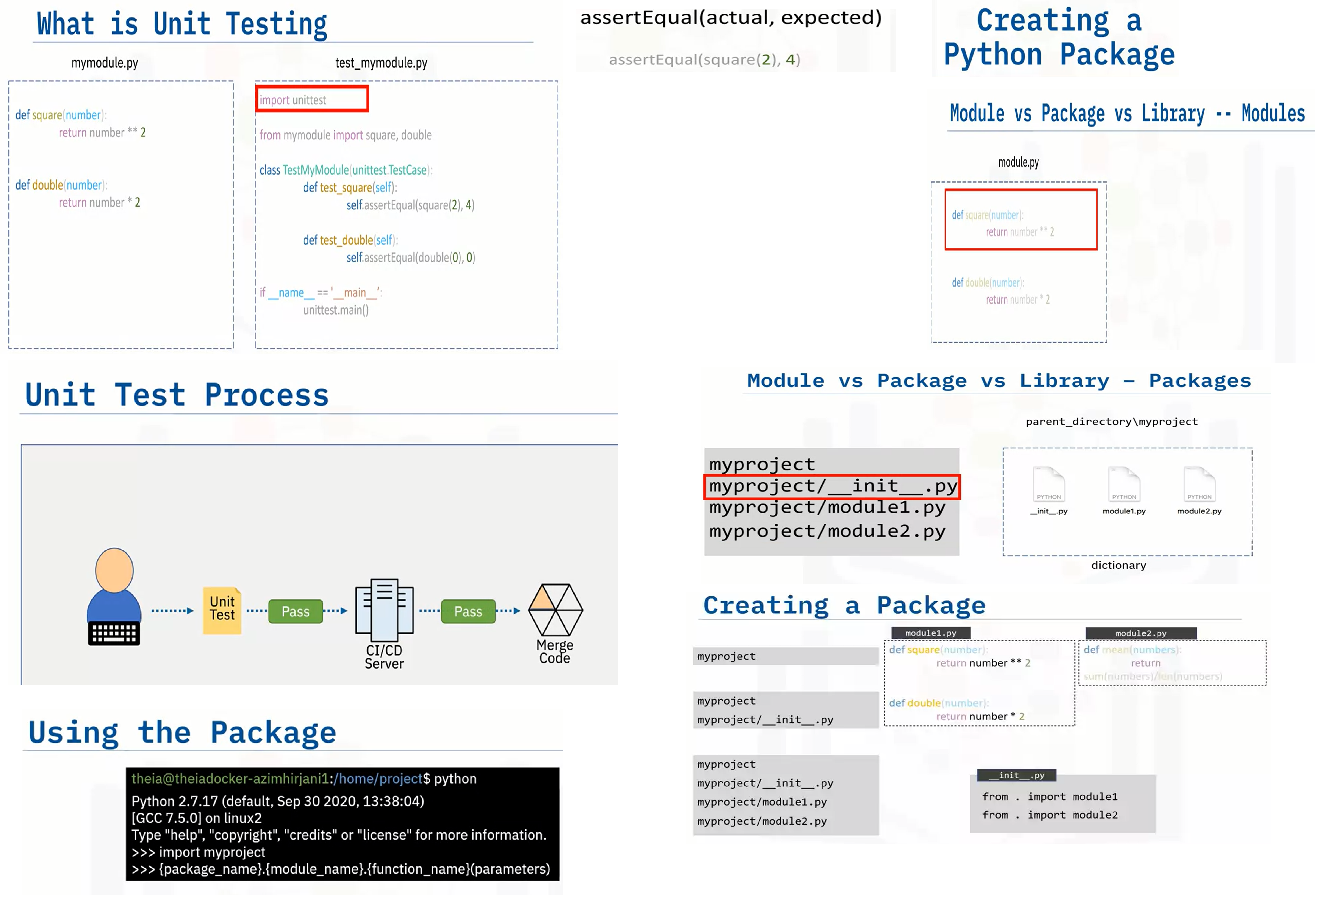 What is Unit Testing
mymodule.py
def square(number):
return number ** 2
def double(number):
return number * 2
test_mymodule.py
import unittest
from mymodule import square, double
class TestMyModule(unittest.TestCase):
def test_square(self):
self.assertEqual(square(2), 4)
def test_double(self):
self.assertEqual(double(0), 0)
if __name__ == '__main__':
unittest.main()
assertEqual(actual, expected)
assertEqual(square(2), 4)
Creating a
Python Package
Module vs Package vs Library -- Modules
module.py
def square(number):
return number ** 2
def double(number):
return number * 2
Unit Test Process
Unit
Test
Pass
CI/CD
Server
Pass
Merge
Code
Module vs Package vs Library – Packages
myproject
myproject/__init__.py
myproject/module1.py
myproject/module2.py
parent_directory\myproject
PYTHON
__init__.py
PYTHON
module1.py
PYTHON
module2.py
dictionary
Using the Package
theia@theiadocker-azimhirjani1:/home/project$ python
Python 2.7.17 (default, Sep 30 2020, 13:38:04)
[GCC 7.5.0] on linux2
Type "help", "copyright", "credits" or "license" for more information.
>>> import myproject
>>> {package_name}.{module_name}.{function_name}(parameters)
Creating a Package
myproject
myproject
myproject/__init__.py
myproject
myproject/__init__.py
myproject/module1.py
myproject/module2.py
module1.py
def square(number):
return number ** 2
def double(number):
return number * 2
module2.py
def mean(numbers):
return
sum(numbers)/len(numbers)
__init__.py
from . import module1
from . import module2